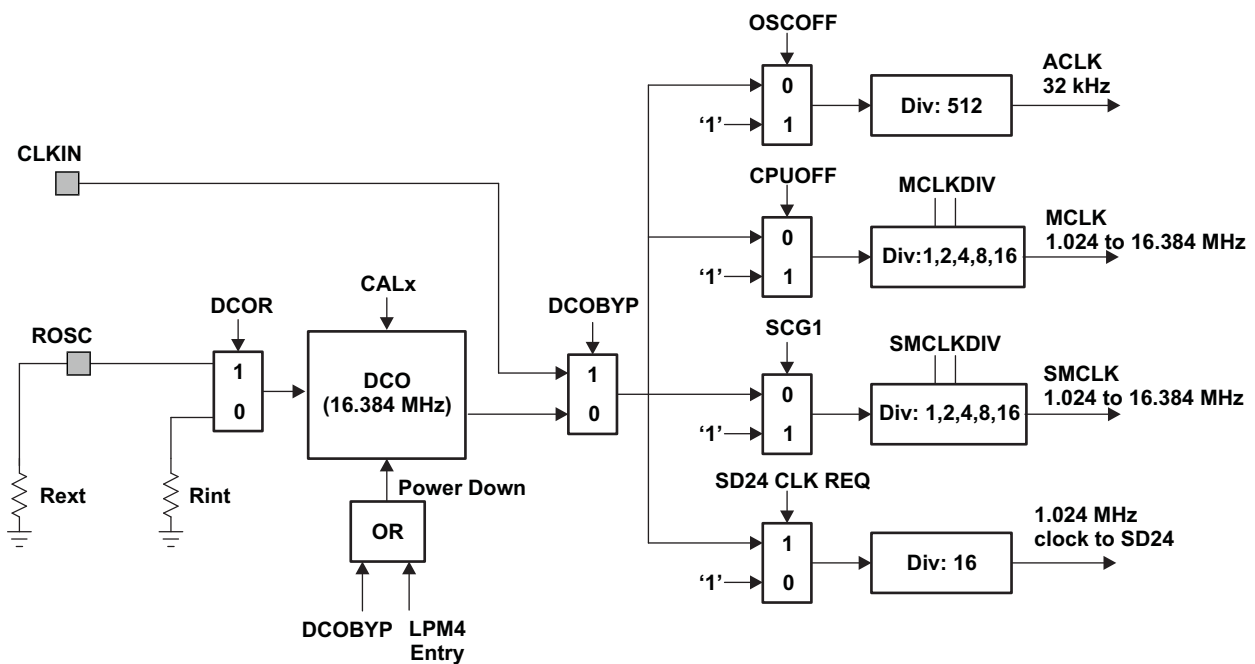 OSCOFF
0
1
‘1’
Div: 512
ACLK
32 kHz
CLKIN
CPUOFF
0
1
‘1’
MCLKDIV
Div:1,2,4,8,16
MCLK
1.024 to 16.384 MHz
CALx
DCOR
ROSC
1
0
DCO
(16.384 MHz)
DCOBYP
1
0
SCG1
0
1
‘1’
SMCLKDIV
Div: 1,2,4,8,16
SMCLK
1.024 to 16.384 MHz
Rext
Rint
Power Down
OR
DCOBYP
LPM4
Entry
SD24 CLK REQ
1
0
‘1’
Div: 16
1.024 MHz
clock to SD24